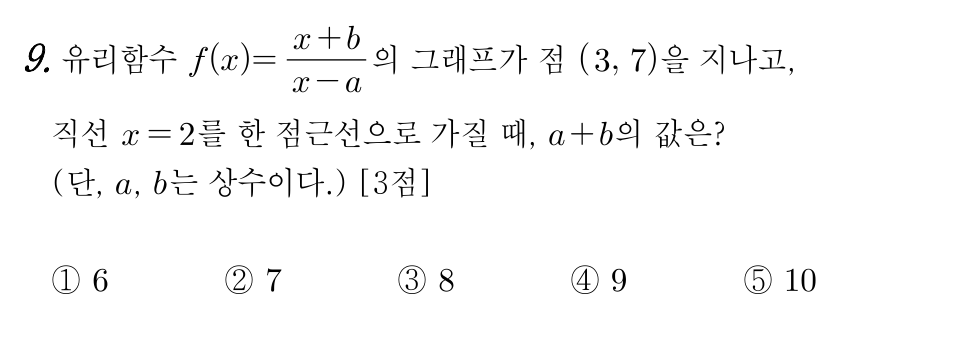 9. 유리함수 f(x)=\frac{x+b}{x-a}의 그래프가 점 (3, 7)을 지나고,
직선 x=2를 한 점근선으로 가질 때, a+b의 값은?
(단, a, b는 상수이다.) [3점]
① 6 ② 7 ③ 8 ④ 9 ⑤ 10